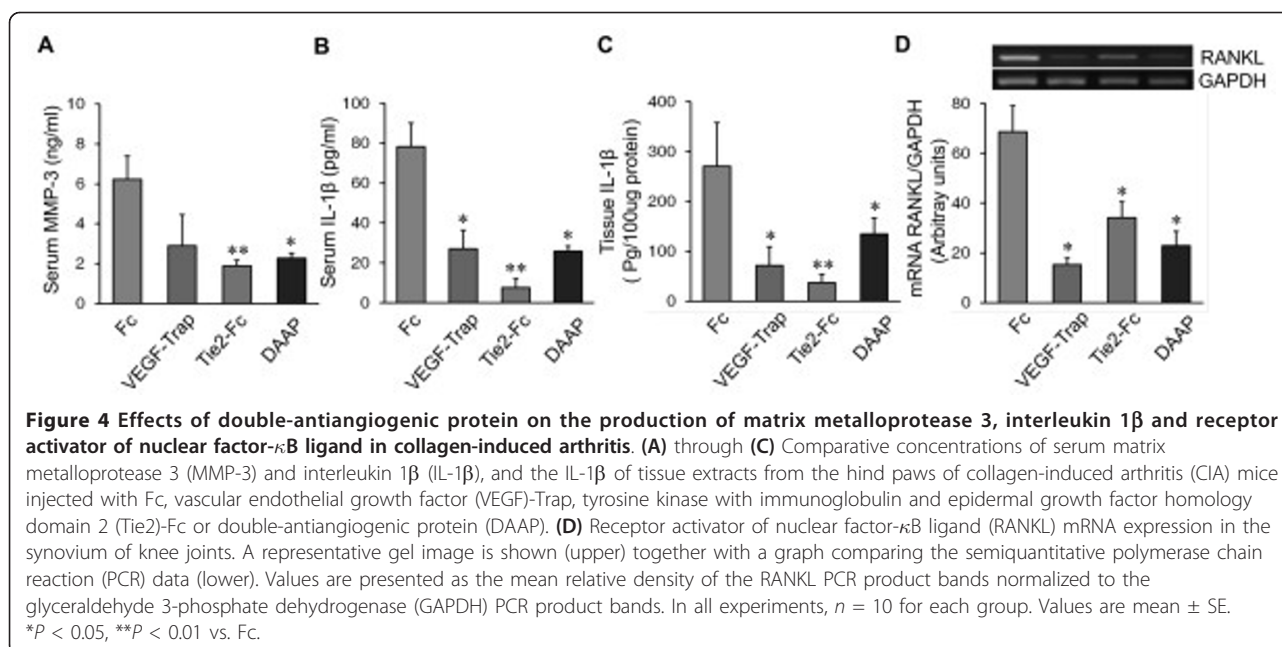 A
B
C
D
RANKL
GAPDH
Serum MMP-3 (ng/ml)
10
8
6
4
2
0
**
*
Fc
VEGF-Trap
Tie2-Fc
DAAP
Serum IL-1β (pg/ml)
100
80
60
40
20
0
*
**
*
Fc
VEGF-Trap
Tie2-Fc
DAAP
Tissue IL-1β
( Pg/100ug protein)
400
300
200
100
0
*
**
*
Fc
VEGF-Trap
Tie2-Fc
DAAP
mRNA RANKL/GAPDH
(Arbitray units)
80
60
40
20
0
*
*
*
Fc
VEGF-Trap
Tie2-Fc
DAAP
Figure 4 Effects of double-antiangiogenic protein on the production of matrix metalloprotease 3, interleukin 1β and receptor
activator of nuclear factor-κB ligand in collagen-induced arthritis. (A) through (C) Comparative concentrations of serum matrix
metalloprotease 3 (MMP-3) and interleukin 1β (IL-1β), and the IL-1β of tissue extracts from the hind paws of collagen-induced arthritis (CIA) mice
injected with Fc, vascular endothelial growth factor (VEGF)-Trap, tyrosine kinase with immunoglobulin and epidermal growth factor homology
domain 2 (Tie2)-Fc or double-antiangiogenic protein (DAAP). (D) Receptor activator of nuclear factor-κB ligand (RANKL) mRNA expression in the
synovium of knee joints. A representative gel image is shown (upper) together with a graph comparing the semiquantitative polymerase chain
reaction (PCR) data (lower). Values are presented as the mean relative density of the RANKL PCR product bands normalized to the
glyceraldehyde 3-phosphate dehydrogenase (GAPDH) PCR product bands. In all experiments, n = 10 for each group. Values are mean ± SE.
*P < 0.05, **P < 0.01 vs. Fc.